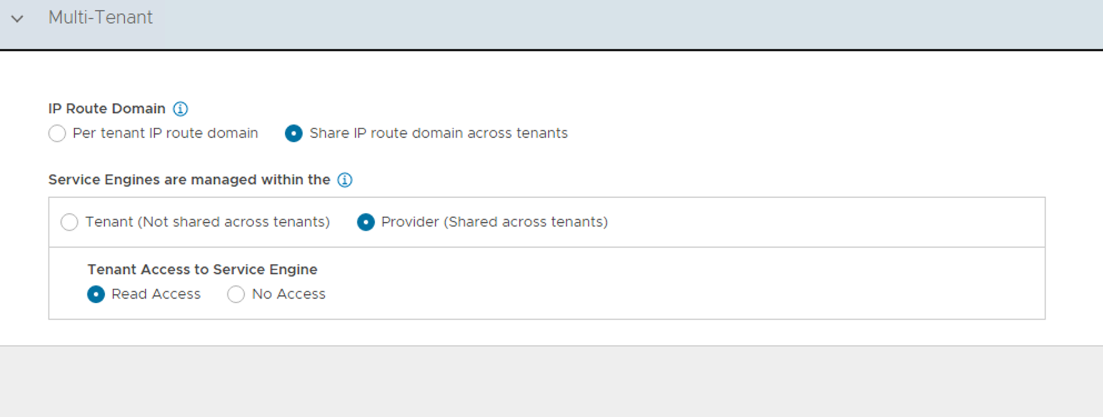 Multi-Tenant
IP Route Domain
Per tenant IP route domain Share IP route domain across tenants
Service Engines are managed within the
Tenant (Not shared across tenants) Provider (Shared across tenants)
Tenant Access to Service Engine
Read Access No Access